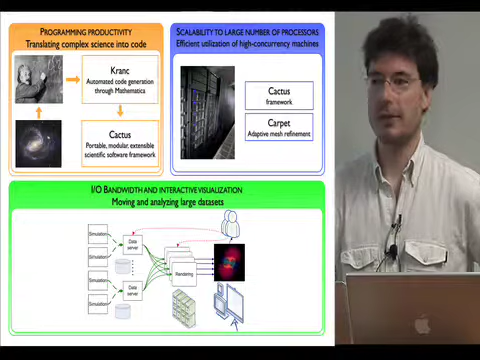 PROGRAMMING PRODUCTIVITY
Translating complex science into code
Kranc
Automated code generation
through Mathematica
Cactus
Portable, modular, extensible
scientific software framework
SCALABILITY TO LARGE NUMBER OF PROCESSORS
Efficient utilization of high-concurrency machines
Cactus
framework
Carpet
Adaptive mesh refinement
I/O BANDWIDTH AND INTERACTIVE VISUALIZATION
Moving and analyzing large datasets
Simulation
Simulation
Simulation
Simulation
Data
server
Data
server
Rendering